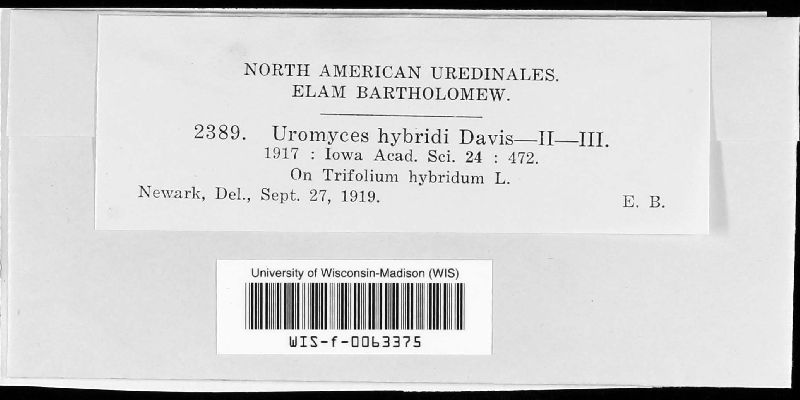 NORTH AMERICAN UREDINALES.
ELAM BARTHOLOMEW.
2389. Uromyces hybridi Davis—II—III.
1917 : Iowa Acad. Sci. 24 : 472.
On Trifolium hybridum L.
Newark, Del., Sept. 27, 1919. E. B.
University of Wisconsin-Madison (WIS)
WIS-f-0063375